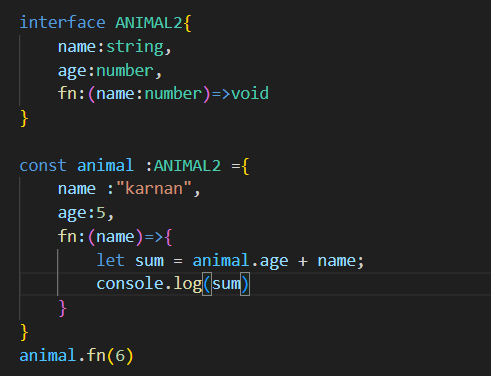 interface ANIMAL2{
    name:string,
    age:number,
    fn:(name:number)=>void
}

const animal :ANIMAL2 ={
    name :"karnan",
    age:5,
    fn:(name)=>{
        let sum = animal.age + name;
        console.log(sum)
    }
}
animal.fn(6)